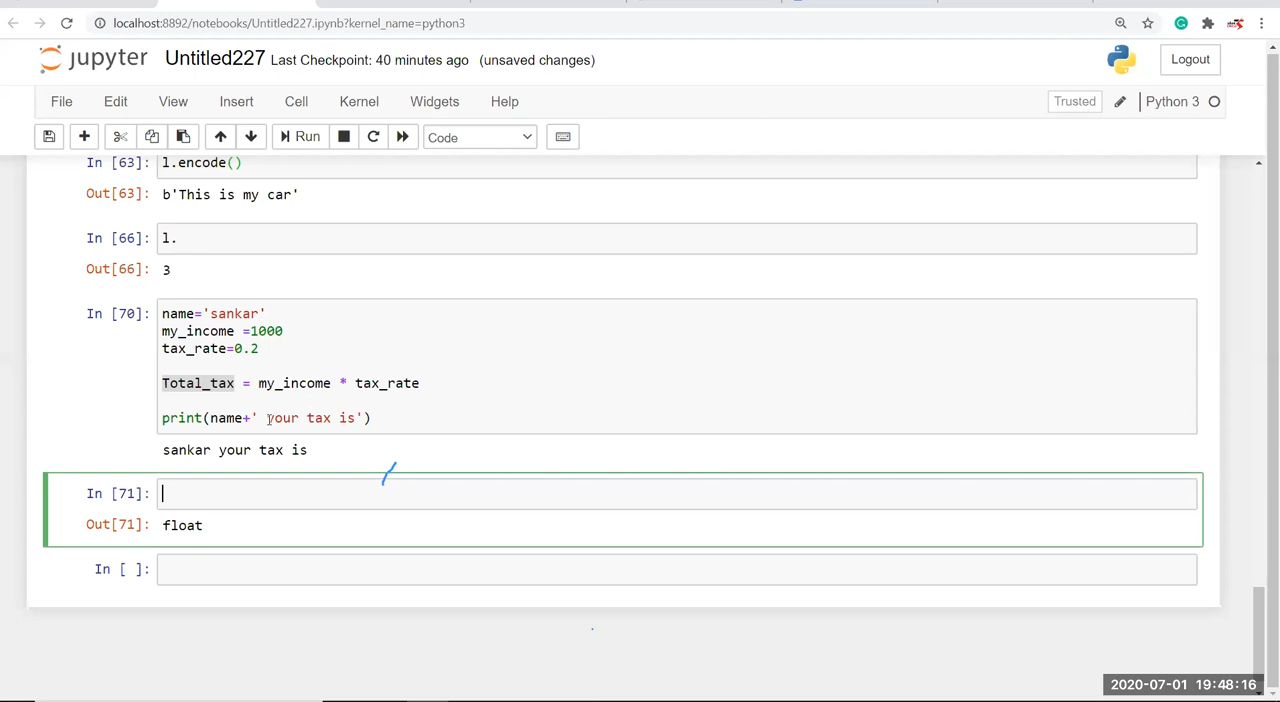 localhost:8892/notebooks/Untitled227.ipynb?kernel_name=python3
jupyter Untitled227 Last Checkpoint: 40 minutes ago (unsaved changes)
Logout
File Edit View Insert Cell Kernel Widgets Help
Trusted Python 3
Run Code
In [63]: l.encode()
Out[63]: b'This is my car'
In [66]: l.
Out[66]: 3
In [70]: name='sankar'
my_income =1000
tax_rate=0.2
Total_tax = my_income * tax_rate
print(name+' your tax is')
sankar your tax is
In [71]:
Out[71]: float
In [ ]:
2020-07-01 19:48:16